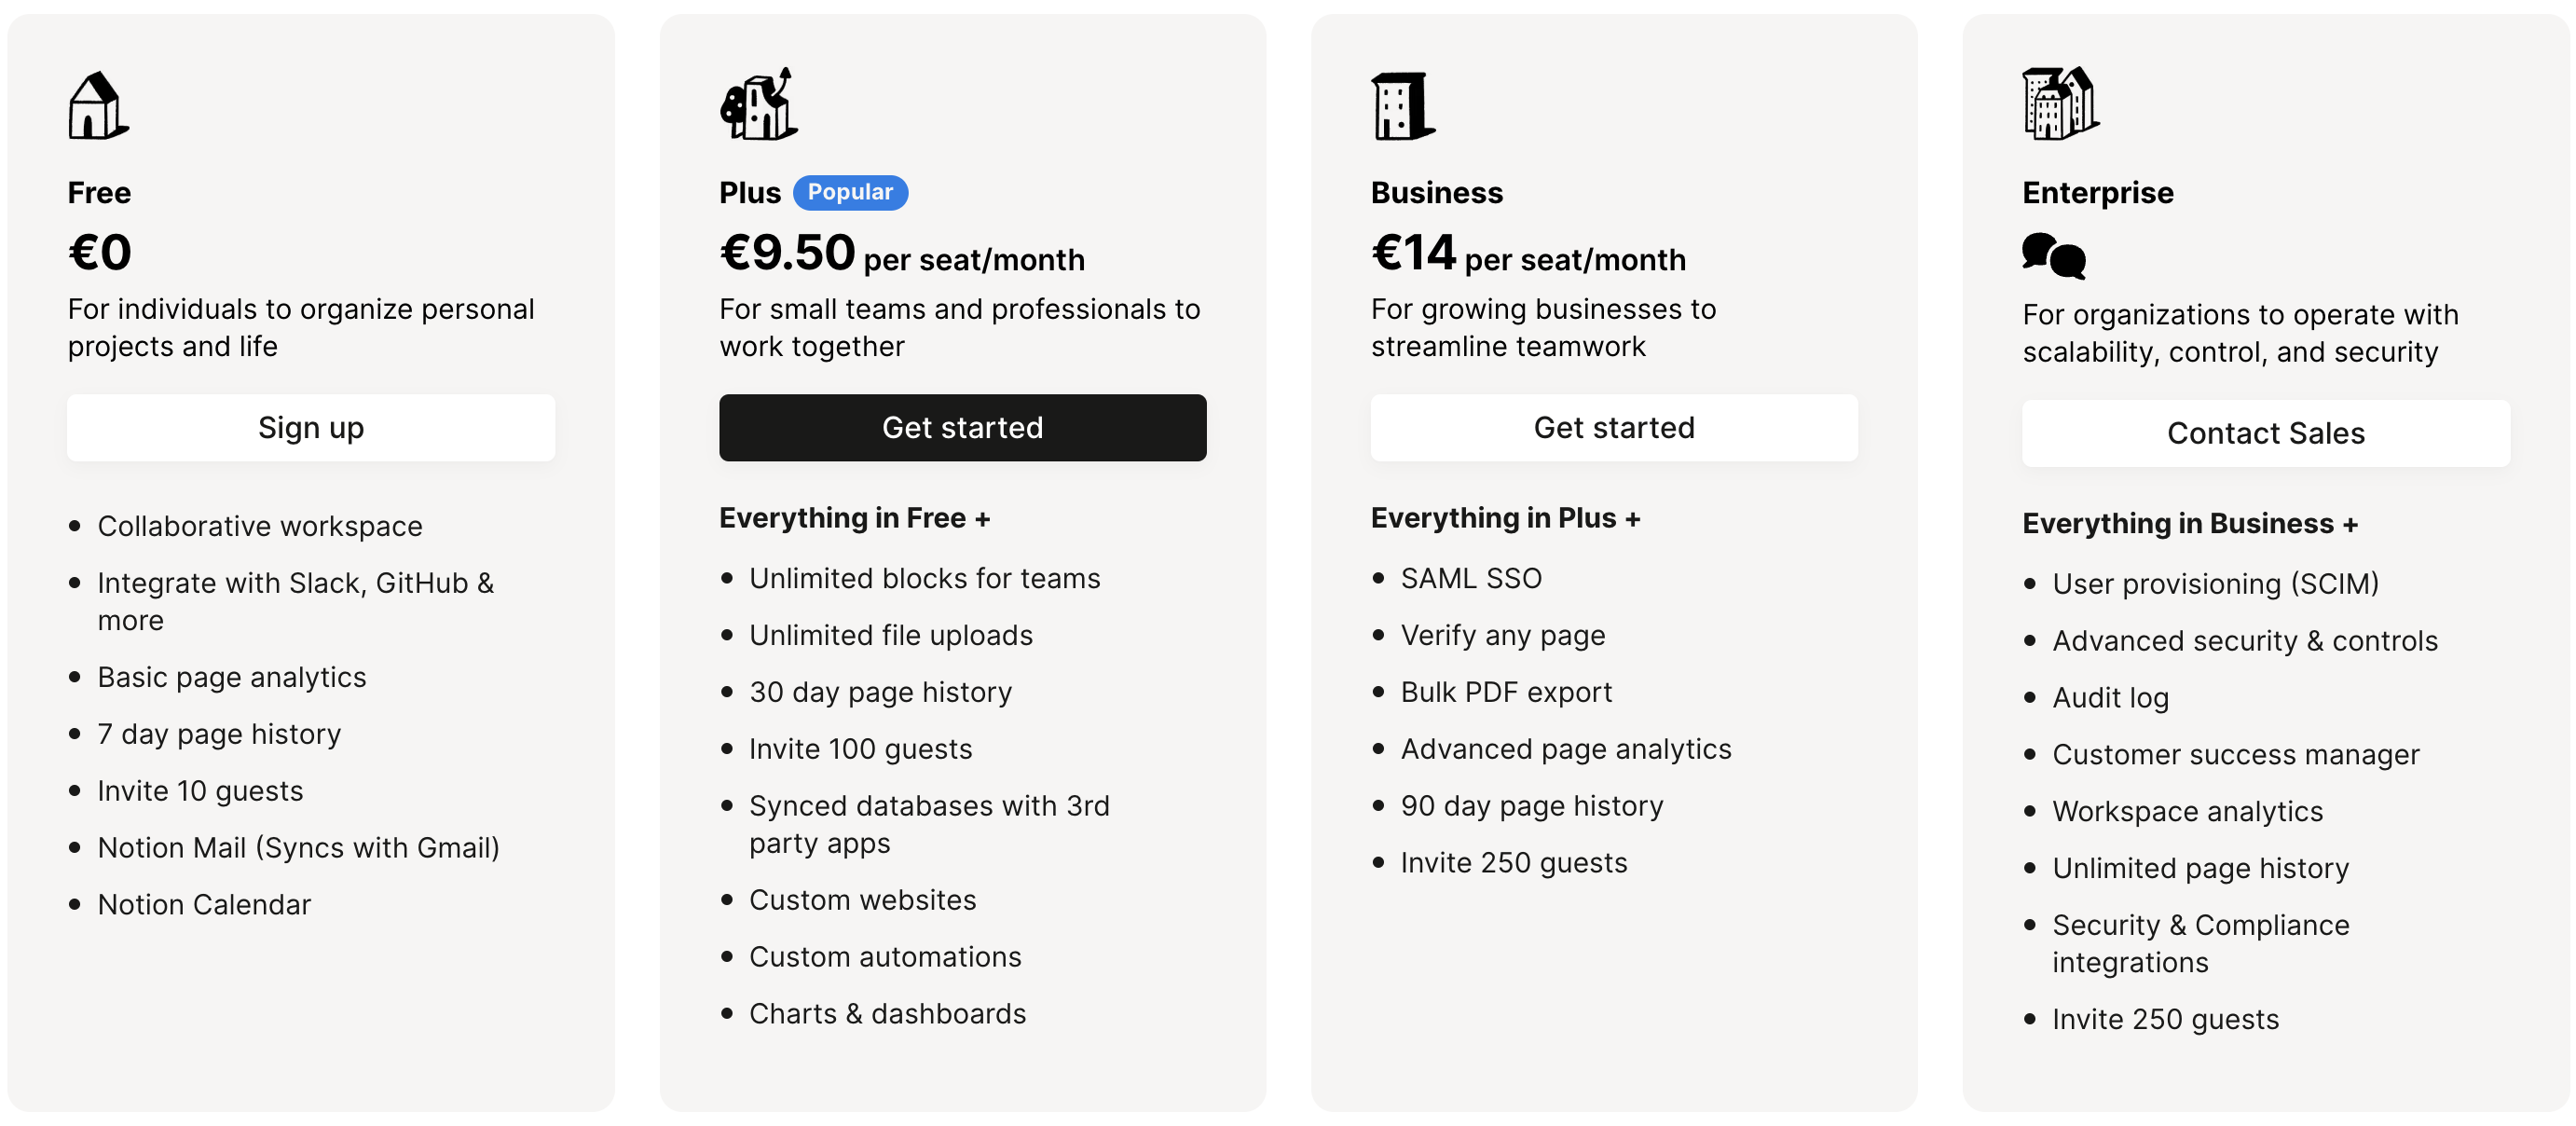 Free
€0
For individuals to organize personal
projects and life
Sign up
Collaborative workspace
Integrate with Slack, GitHub &
more
Basic page analytics
7 day page history
Invite 10 guests
Notion Mail (Syncs with Gmail)
Notion Calendar
Plus Popular
€9.50 per seat/month
For small teams and professionals to
work together
Get started
Everything in Free +
Unlimited blocks for teams
Unlimited file uploads
30 day page history
Invite 100 guests
Synced databases with 3rd
party apps
Custom websites
Custom automations
Charts & dashboards
Business
€14 per seat/month
For growing businesses to
streamline teamwork
Get started
Everything in Plus +
SAML SSO
Verify any page
Bulk PDF export
Advanced page analytics
90 day page history
Invite 250 guests
Enterprise
For organizations to operate with
scalability, control, and security
Contact Sales
Everything in Business +
User provisioning (SCIM)
Advanced security & controls
Audit log
Customer success manager
Workspace analytics
Unlimited page history
Security & Compliance
integrations
Invite 250 guests